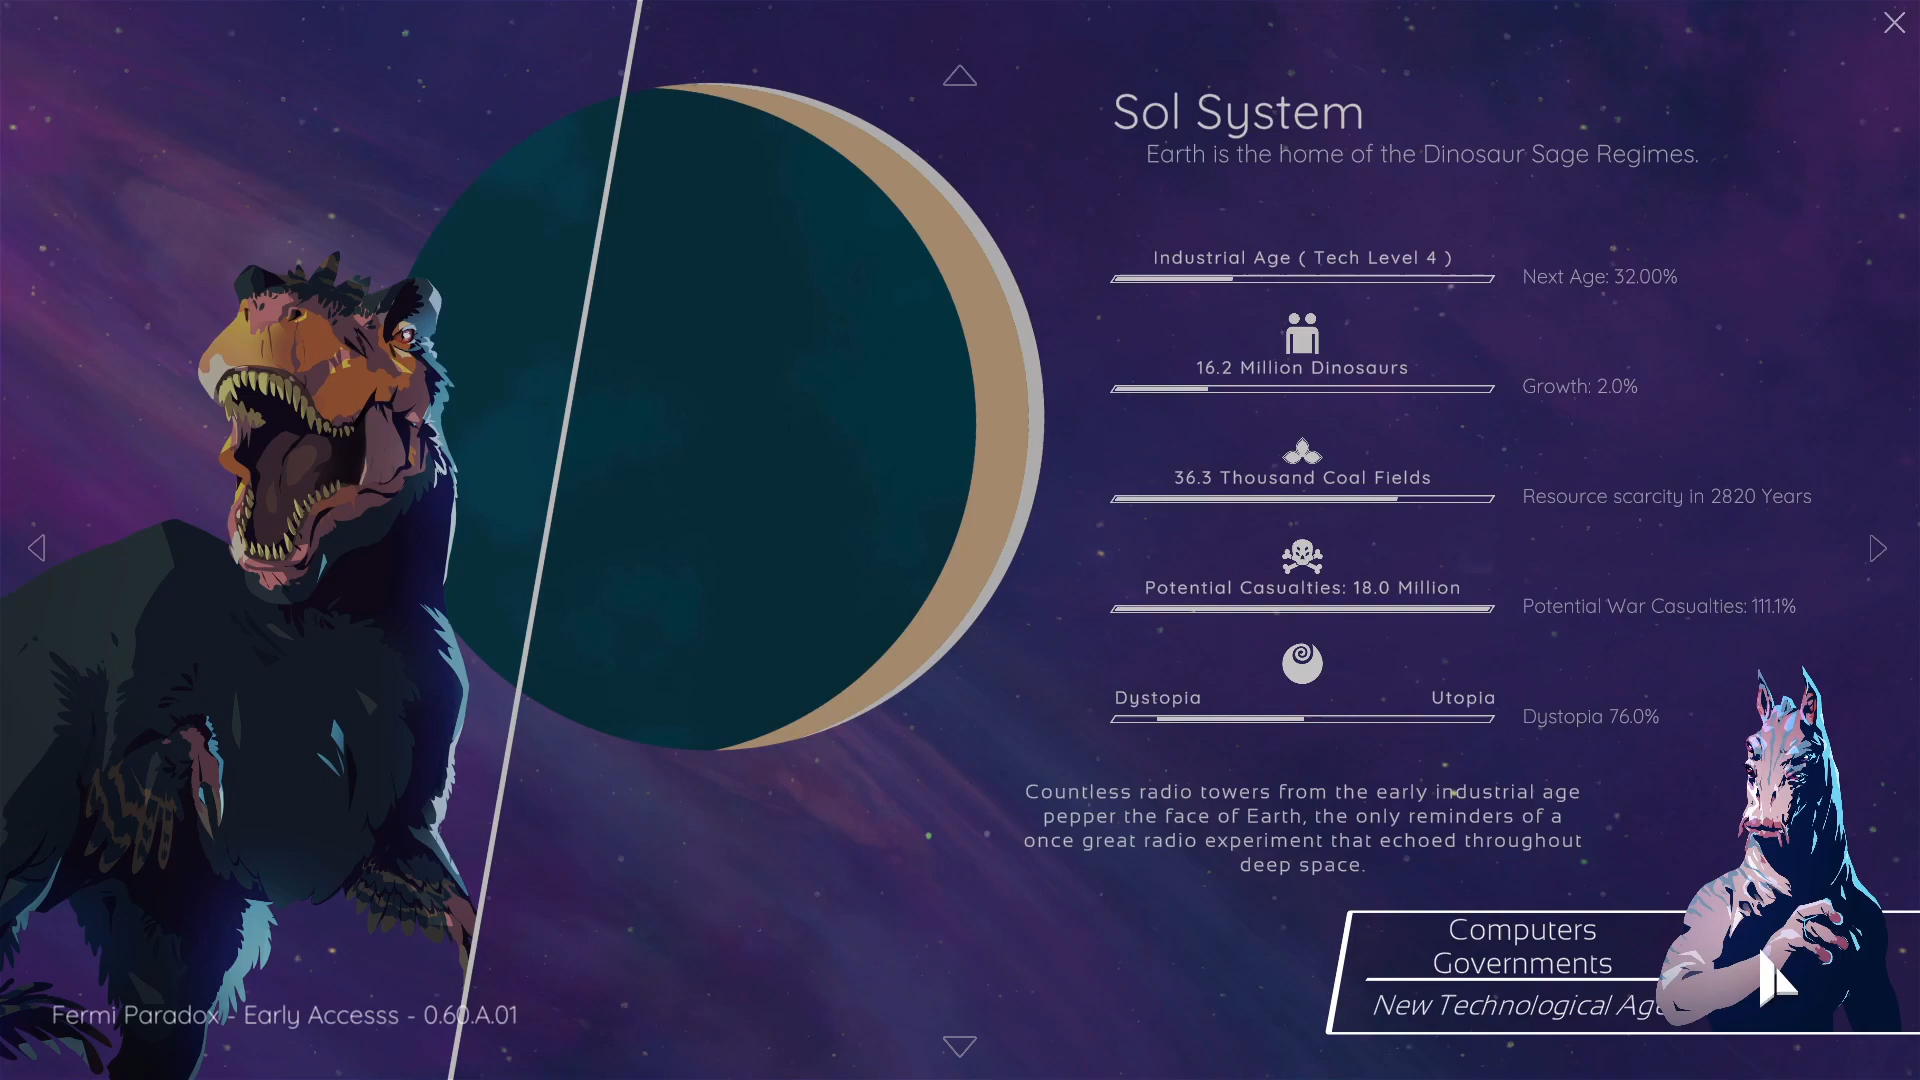 Sol System
Earth is the home of the Dinosaur Sage Regimes.
Industrial Age ( Tech Level 4 )
Next Age: 32.00%
16.2 Million Dinosaurs
Growth: 2.0%
36.3 Thousand Coal Fields
Resource scarcity in 2820 Years
Potential Casualties: 18.0 Million
Potential War Casualties: 111.1%
Dystopia
Utopia
Dystopia 76.0%
Countless radio towers from the early industrial age
pepper the face of Earth, the only reminders of a
once great radio experiment that echoed throughout
deep space.
Computers
Governments
New Technological Age
Fermi Paradox - Early Accesss - 0.60.A.01